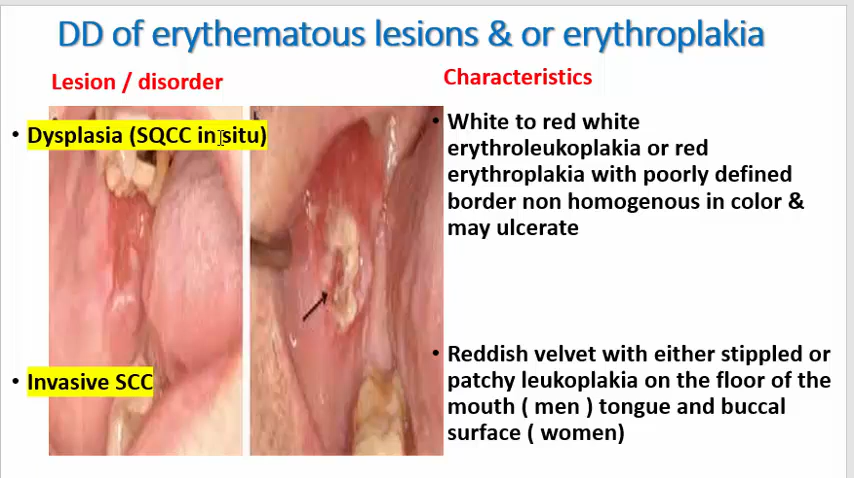 DD of erythematous lesions & or erythroplakia
Lesion / disorder
Characteristics
• Dysplasia (SQCC in situ)
• White to red white
erythroleukoplakia or red
erythroplakia with poorly defined
border non homogenous in color &
may ulcerate
• Invasive SCC
• Reddish velvet with either stippled or
patchy leukoplakia on the floor of the
mouth ( men ) tongue and buccal
surface ( women)